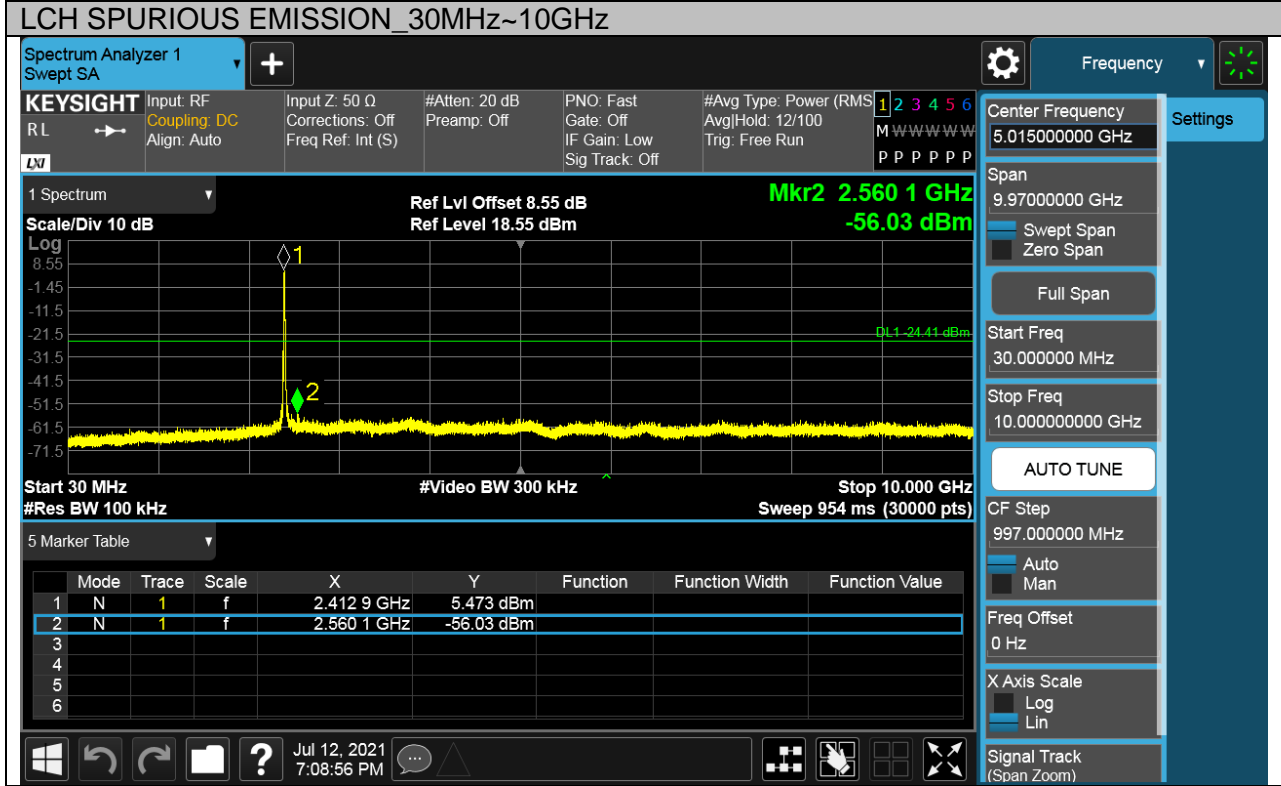 LCH SPURIOUS EMISSION_30MHz~10GHz
Spectrum Analyzer 1
Swept SA
+
Frequency
KEYSIGHT
RL
LXI
Input: RF
Coupling: DC
Align: Auto
Input Z: 50 Ω
Corrections: Off
Freq Ref: Int (S)
#Atten: 20 dB
Preamp: Off
PNO: Fast
Gate: Off
IF Gain: Low
Sig Track: Off
#Avg Type: Power (RMS
Avg|Hold: 12/100
Trig: Free Run
1 2 3 4 5 6
M W W W W W
P P P P P P
1 Spectrum
Scale/Div 10 dB
Ref Lvl Offset 8.55 dB
Ref Level 18.55 dBm
Mkr2 2.560 1 GHz
-56.03 dBm
Log
8.55
-1.45
-11.5
-21.5
-31.5
-41.5
-51.5
-61.5
-71.5
1
2
DL1 -24.41 dBm
Start 30 MHz
#Video BW 300 kHz
Stop 10.000 GHz
#Res BW 100 kHz
Sweep 954 ms (30000 pts)
5 Marker Table
Mode Trace Scale X Y Function Function Width Function Value
1 N 1 f 2.412 9 GHz 5.473 dBm
2 N 1 f 2.560 1 GHz -56.03 dBm
3
4
5
6
?
Jul 12, 2021
7:08:56 PM
Settings
Center Frequency
5.015000000 GHz
Span
9.97000000 GHz
Swept Span
Zero Span
Full Span
Start Freq
30.000000 MHz
Stop Freq
10.000000000 GHz
AUTO TUNE
CF Step
997.000000 MHz
Auto
Man
Freq Offset
0 Hz
X Axis Scale
Log
Lin
Signal Track
(Span Zoom)